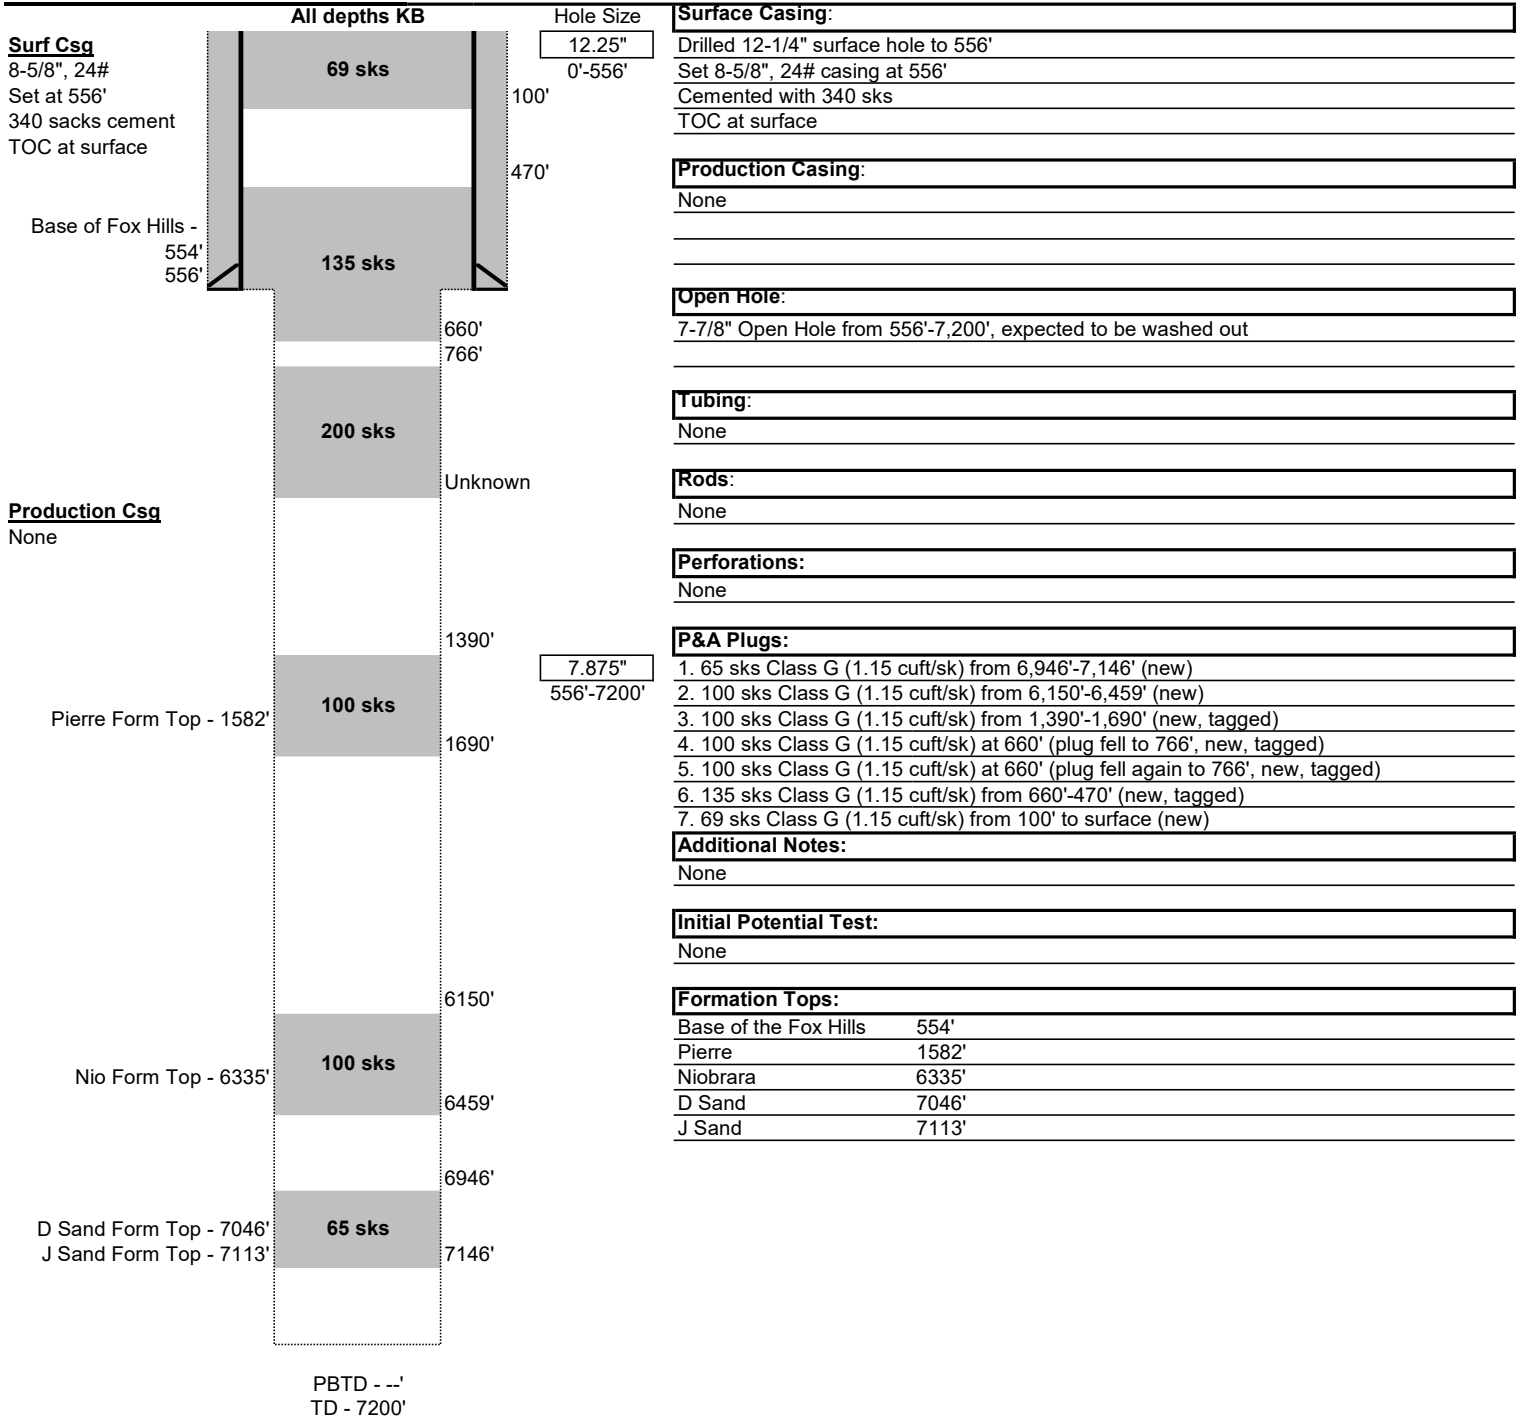 All depths KB
Surf Csg
8-5/8", 24#
Set at 556'
340 sacks cement
TOC at surface
69 sks
100'
470'
Base of Fox Hills -
554'
556'
135 sks
660'
766'
200 sks
Unknown
Production Csg
None
1390'
100 sks
Pierre Form Top - 1582'
1690'
6150'
100 sks
Nio Form Top - 6335'
6459'
6946'
D Sand Form Top - 7046'
65 sks
J Sand Form Top - 7113'
7146'
PBTD - --'
TD - 7200'
Hole Size
12.25"
0'-556'
7.875"
556'-7200'
Surface Casing:
Drilled 12-1/4" surface hole to 556'
Set 8-5/8", 24# casing at 556'
Cemented with 340 sks
TOC at surface
Production Casing:
None
Open Hole:
7-7/8" Open Hole from 556'-7,200', expected to be washed out
Tubing:
None
Rods:
None
Perforations:
None
P&A Plugs:
1. 65 sks Class G (1.15 cuft/sk) from 6,946'-7,146' (new)
2. 100 sks Class G (1.15 cuft/sk) from 6,150'-6,459' (new)
3. 100 sks Class G (1.15 cuft/sk) from 1,390'-1,690' (new, tagged)
4. 100 sks Class G (1.15 cuft/sk) at 660' (plug fell to 766', new, tagged)
5. 100 sks Class G (1.15 cuft/sk) at 660' (plug fell again to 766', new, tagged)
6. 135 sks Class G (1.15 cuft/sk) from 660'-470' (new, tagged)
7. 69 sks Class G (1.15 cuft/sk) from 100' to surface (new)
Additional Notes:
None
Initial Potential Test:
None
Formation Tops:
Base of the Fox Hills 554'
Pierre 1582'
Niobrara 6335'
D Sand 7046'
J Sand 7113'